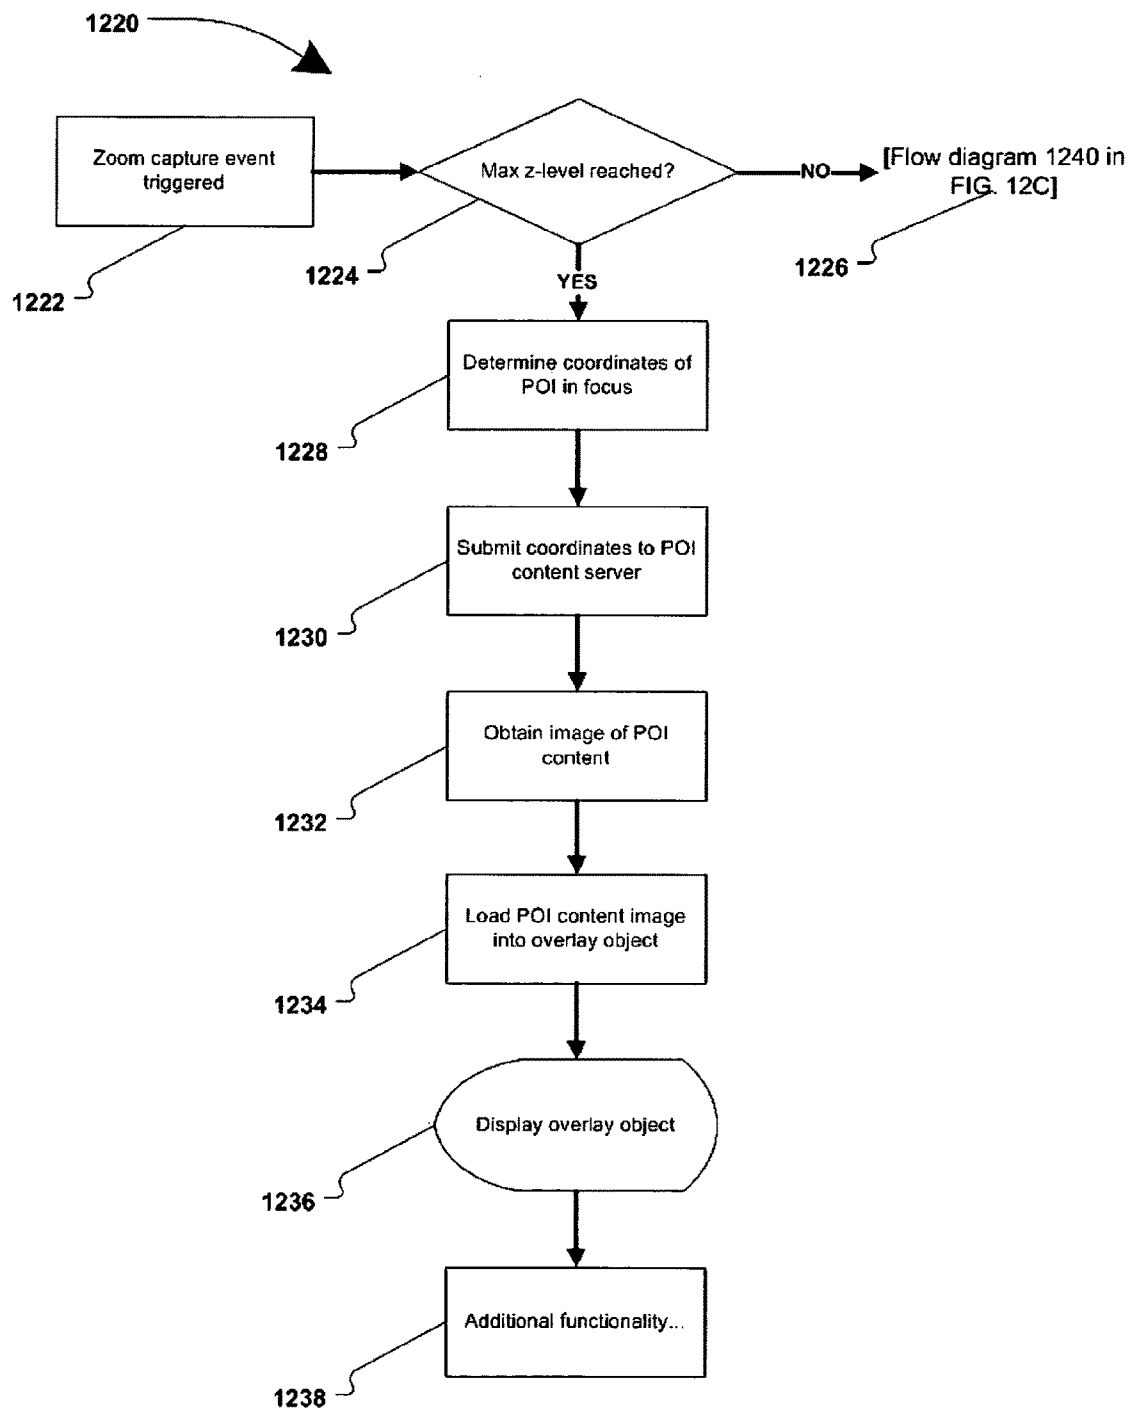 1220
Zoom capture event
triggered
Max z-level reached?
NO
[Flow diagram 1240 in
FIG. 12C]
1222
1224
1226
YES
Determine coordinates of
POI in focus
1228
Submit coordinates to POI
content server
1230
Obtain image of POI
content
1232
Load POI content image
into overlay object
1234
Display overlay object
1236
Additional functionality...
1238